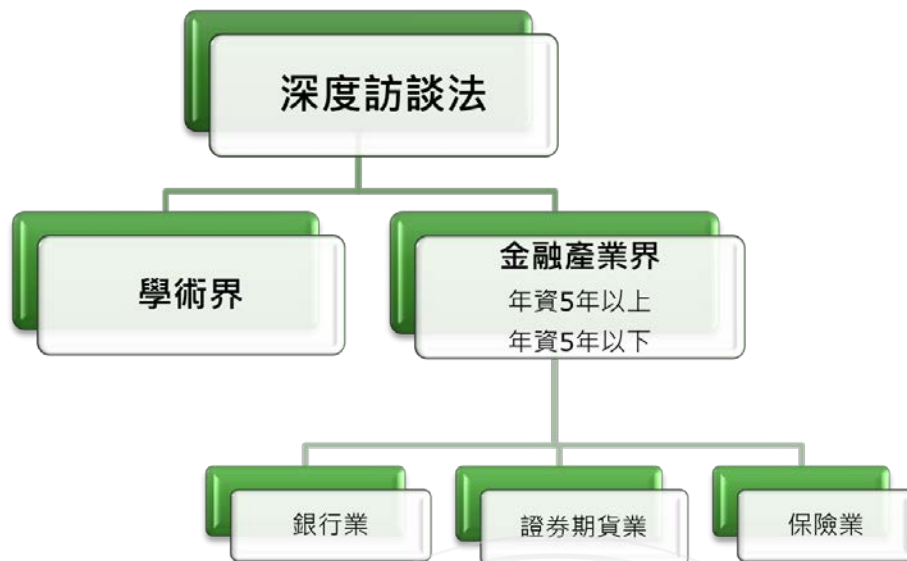 深度訪談法
學術界
金融產業界
年資5年以上
年資5年以下
銀行業
證券期貨業
保險業